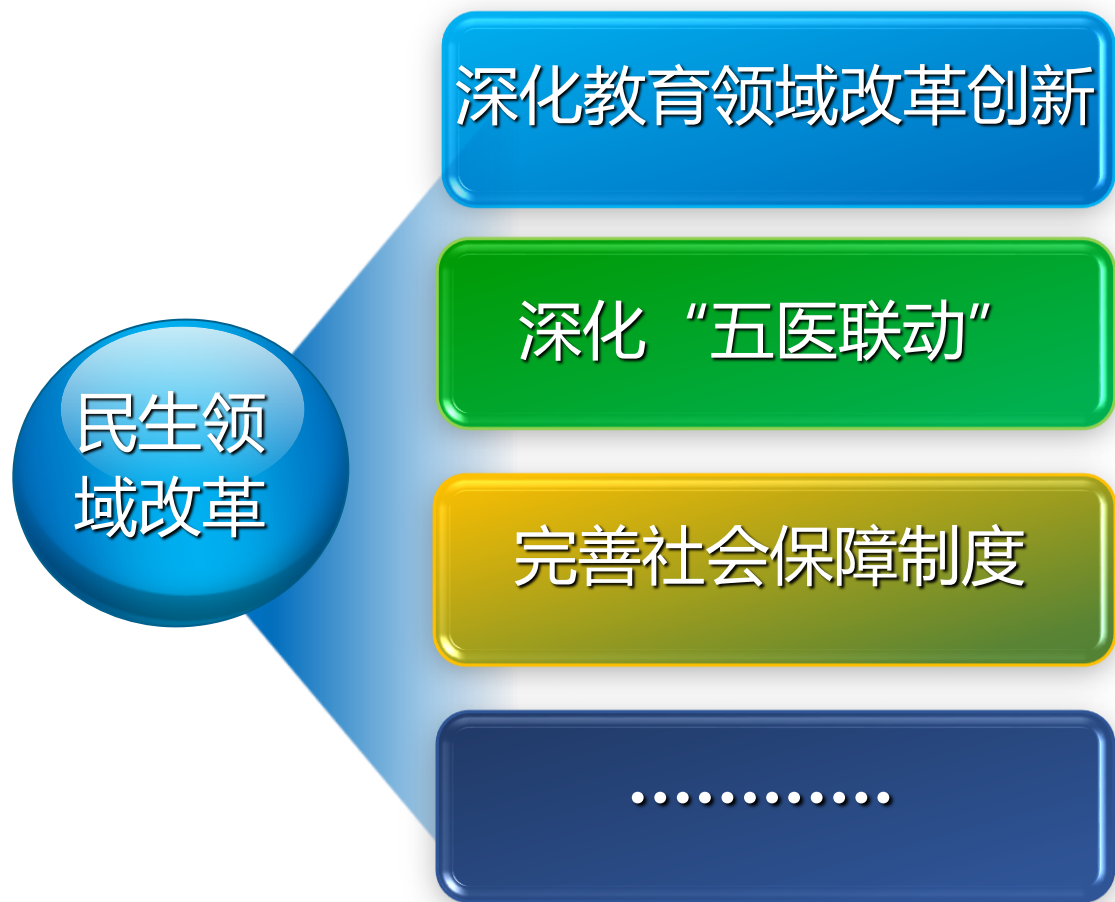 深化教育领域改革创新
深化“五医联动”
民生领
域改革
完善社会保障制度
…………